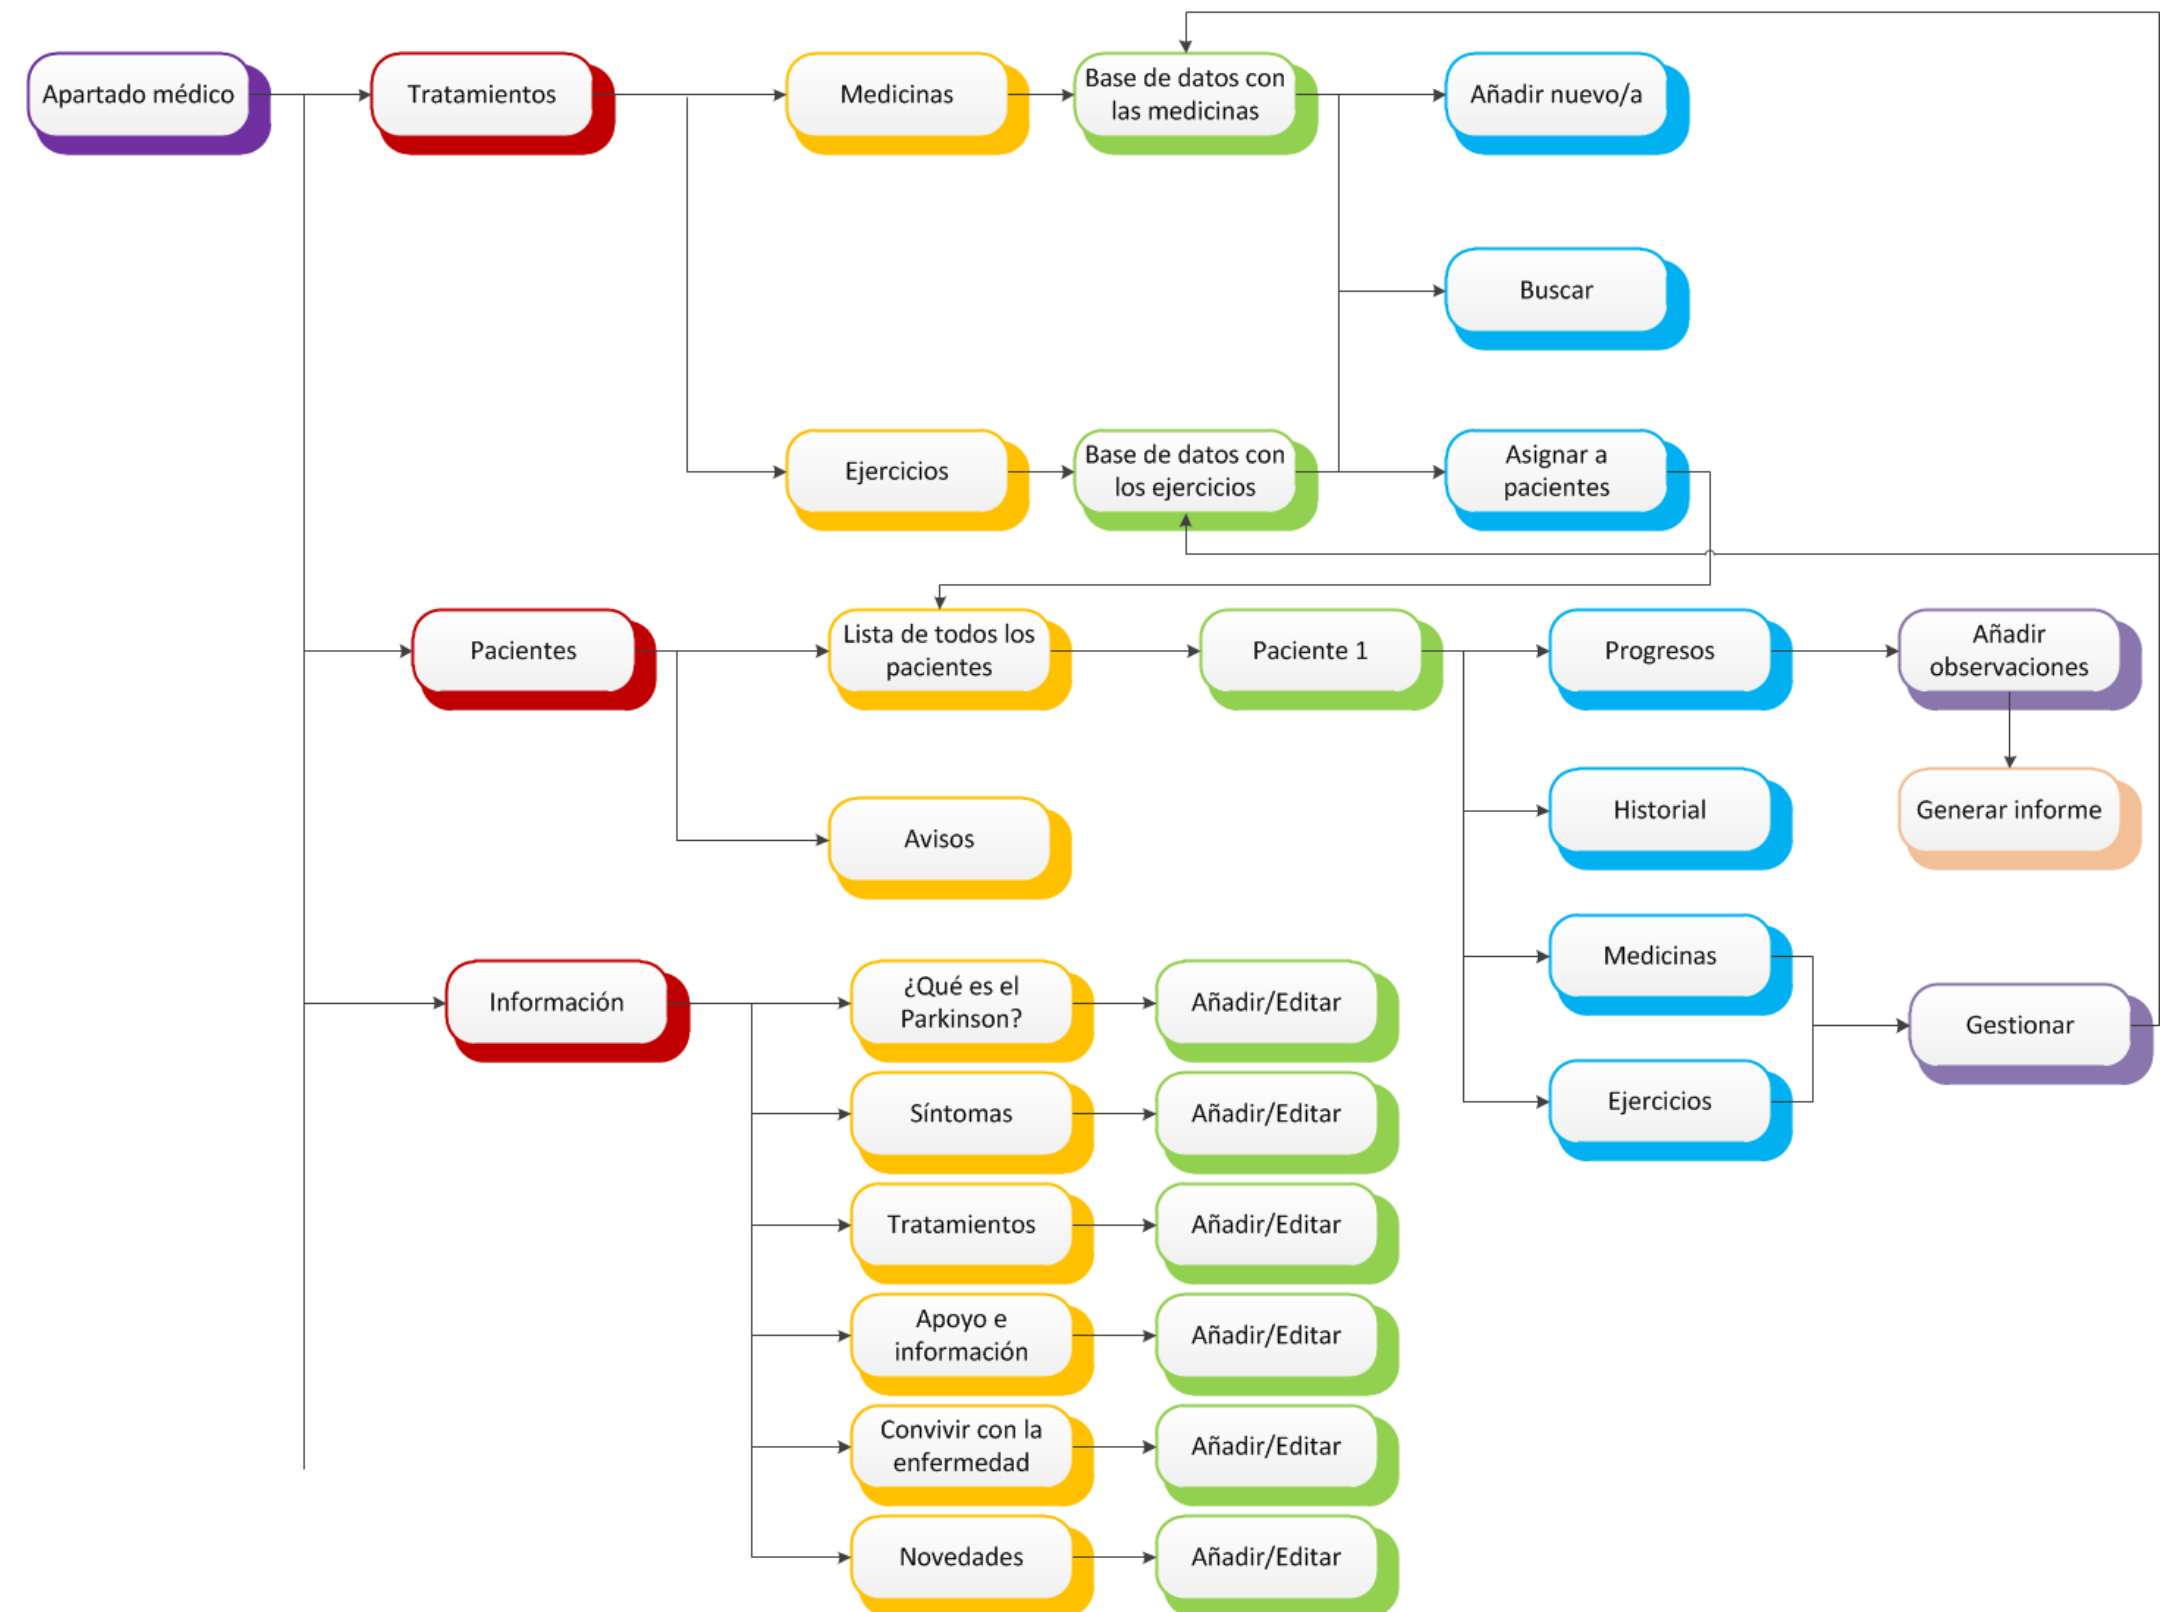 Apartado médico
Tratamientos
Medicinas
Base de datos con
las medicinas
Añadir nuevo/a
Buscar
Ejercicios
Base de datos con
los ejercicios
Asignar a
pacientes
Pacientes
Lista de todos los
pacientes
Paciente 1
Progresos
Añadir
observaciones
Avisos
Historial
Generar informe
Medicinas
Ejercicios
Gestionar
Información
¿Qué es el
Parkinson?
Añadir/Editar
Síntomas
Añadir/Editar
Tratamientos
Añadir/Editar
Apoyo e
información
Añadir/Editar
Convivir con la
enfermedad
Añadir/Editar
Novedades
Añadir/Editar